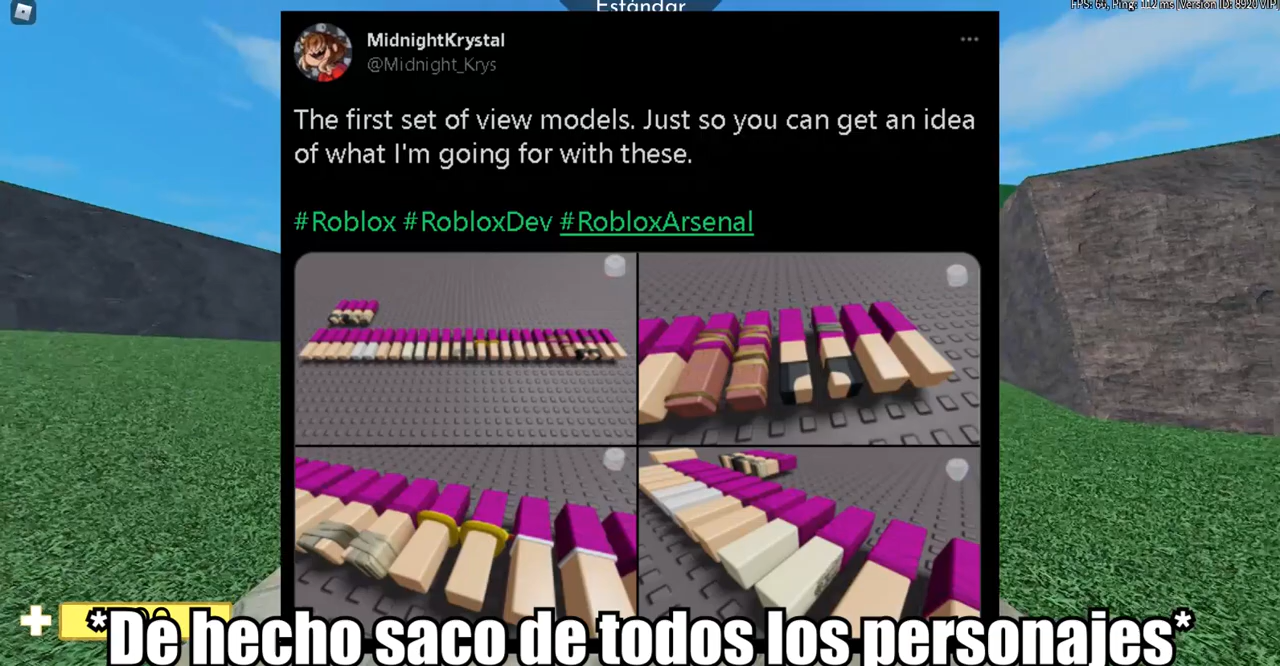 Estándar
MidnightKrystal
@Midnight_Krys
The first set of view models. Just so you can get an idea
of what I'm going for with these.
#Roblox #RobloxDev #RobloxArsenal
*De hecho saco de todos los personajes*